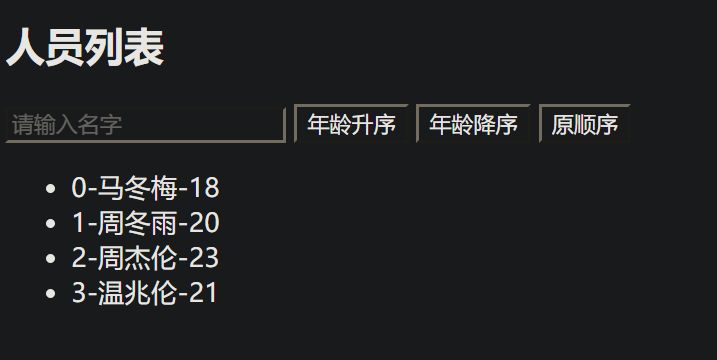 人员列表
请输入名字 年龄升序 年龄降序 原顺序
0-马冬梅-18
1-周冬雨-20
2-周杰伦-23
3-温兆伦-21